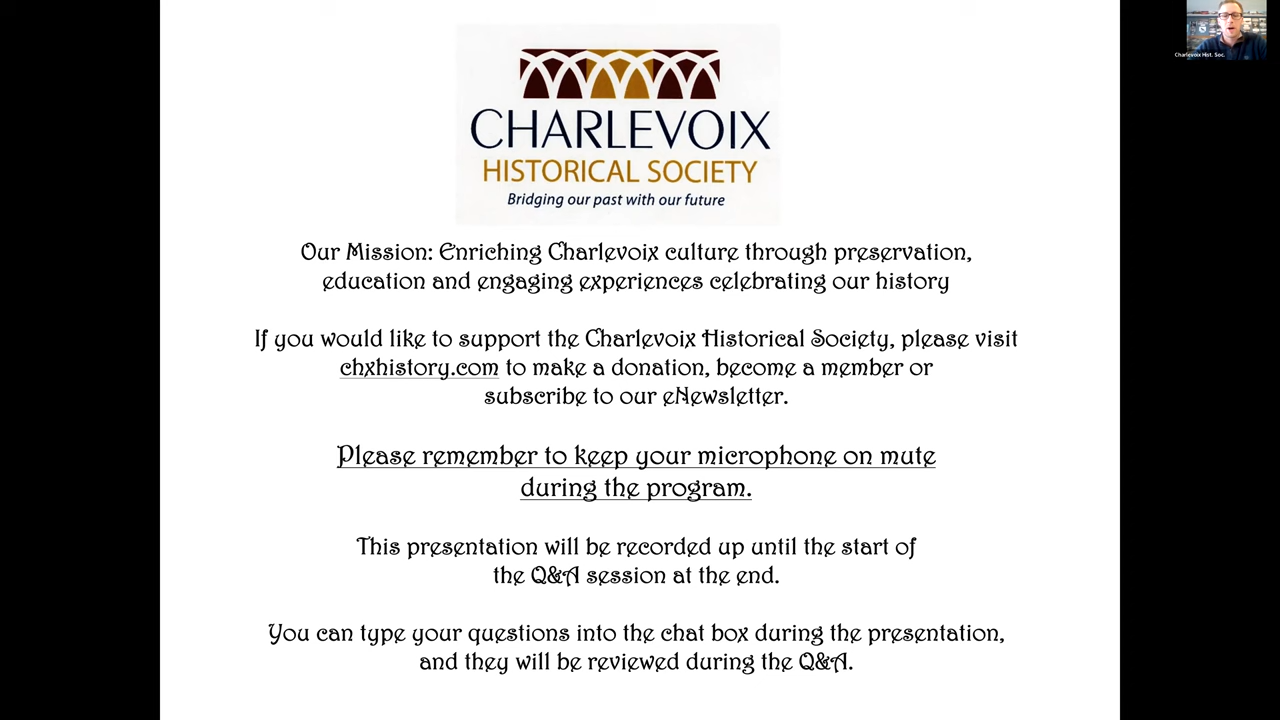 Charlevoix Hist. Soc.
CHARLEVOIX
HISTORICAL SOCIETY
Bridging our past with our future
Our Mission: Enriching Charlevoix culture through preservation,
education and engaging experiences celebrating our history
If you would like to support the Charlevoix Historical Society, please visit
chxhistory.com to make a donation, become a member or
subscribe to our eNewsletter.
Please remember to keep your microphone on mute
during the program.
This presentation will be recorded up until the start of
the Q&A session at the end.
You can type your questions into the chat box during the presentation,
and they will be reviewed during the Q&A.